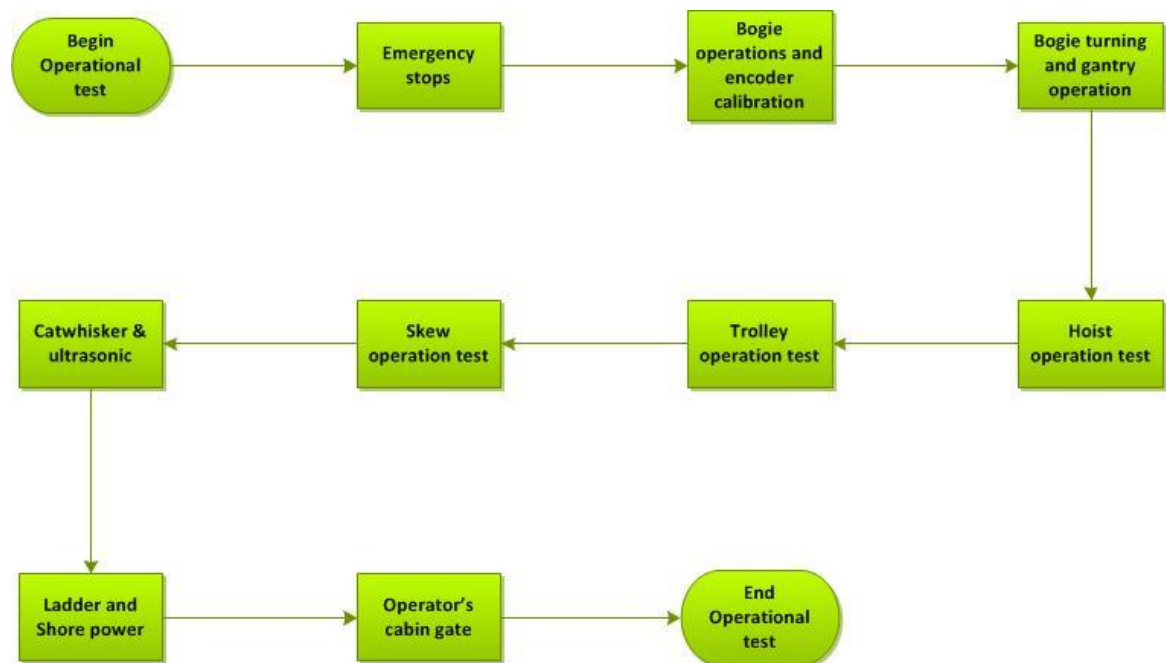 Begin
Operational
test
Emergency
stops
Bogie
operations and
encoder
calibration
Bogie turning
and gantry
operation
Hoist
operation test
Trolley
operation test
Skew
operation test
Catwhisker &
ultrasonic
Ladder and
Shore power
Operator’s
cabin gate
End
Operational
test